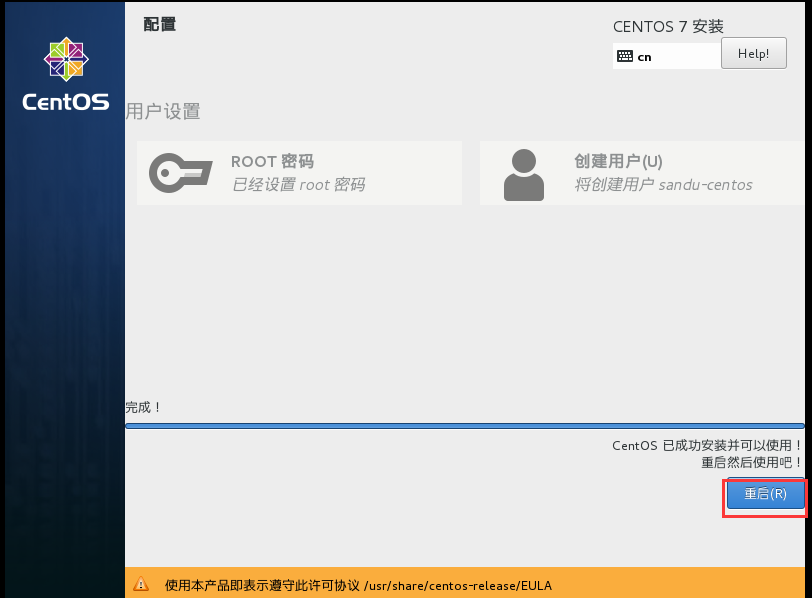 配置
CENTOS 7 安装
cn
Help!
CentOS
用户设置
ROOT 密码
已经设置 root 密码
创建用户(U)
将创建用户 sandu-centos
完成！
CentOS 已成功安装并可以使用！
重启然后使用吧！
重启(R)
使用本产品即表示遵守此许可协议 /usr/share/centos-release/EULA